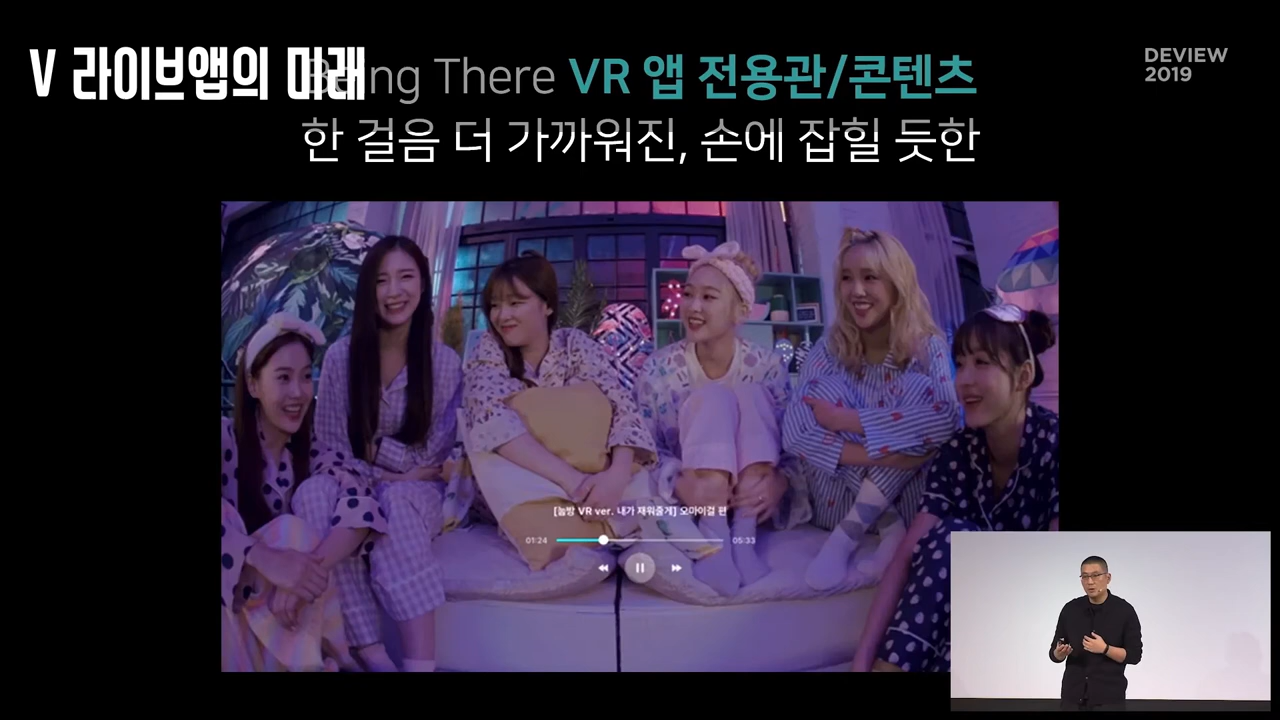 V 라이브앱의 미래
Being There VR 앱 전용관/콘텐츠
한 걸음 더 가까워진, 손에 잡힐 듯한
DEVIEW
2019
[눕방 VR ver. 내가 재워줄게] 오마이걸 편
01:24
05:33